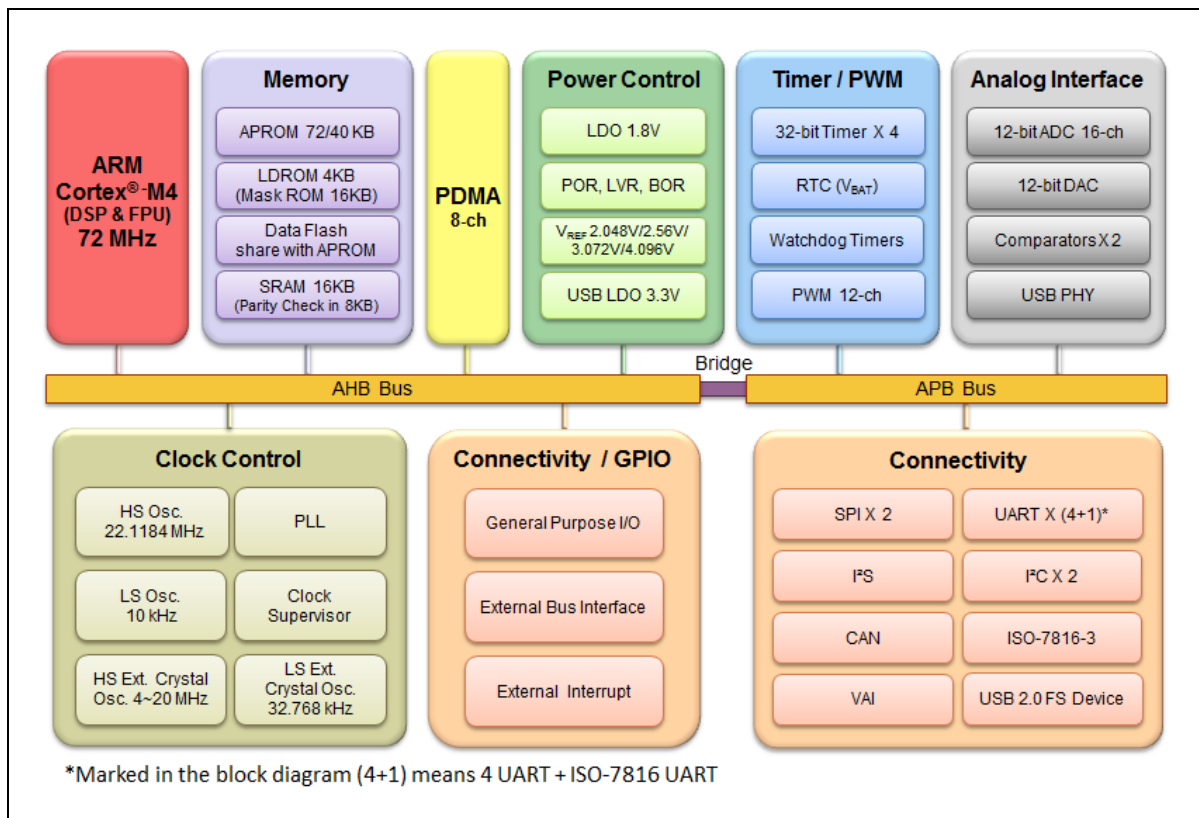 ARM
Cortex®-M4
(DSP & FPU)
72 MHz
Memory
APROM 72/40 KB
LDROM 4KB
(Mask ROM 16KB)
Data Flash
share with APROM
SRAM 16KB
(Parity Check in 8KB)
PDMA
8-ch
Power Control
LDO 1.8V
POR, LVR, BOR
VREF 2.048V/2.56V/
3.072V/4.096V
USB LDO 3.3V
Timer / PWM
32-bit Timer X 4
RTC (VBAT)
Watchdog Timers
PWM 12-ch
Analog Interface
12-bit ADC 16-ch
12-bit DAC
Comparators X 2
USB PHY
AHB Bus
Bridge
APB Bus
Clock Control
HS Osc.
22.1184 MHz
PLL
LS Osc.
10 kHz
Clock
Supervisor
HS Ext. Crystal
Osc. 4~20 MHz
LS Ext.
Crystal Osc.
32.768 kHz
Connectivity / GPIO
General Purpose I/O
External Bus Interface
External Interrupt
Connectivity
SPI X 2
UART X (4+1)*
I²S
I²C X 2
CAN
ISO-7816-3
VAI
USB 2.0 FS Device
*Marked in the block diagram (4+1) means 4 UART + ISO-7816 UART